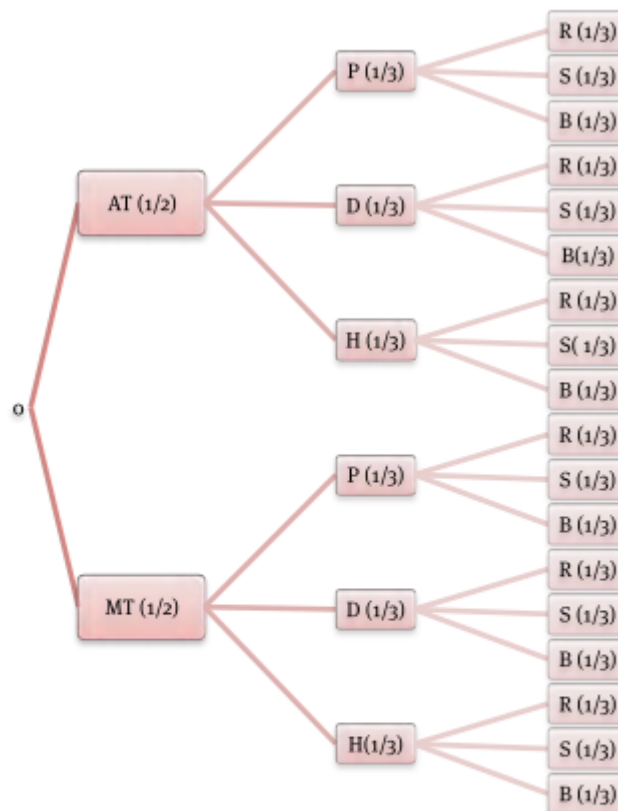 R (1/3)
P (1/3)
S (1/3)
B (1/3)
R (1/3)
AT (1/2)
D (1/3)
S (1/3)
B(1/3)
R (1/3)
H (1/3)
S( 1/3)
B (1/3)
o
R (1/3)
P (1/3)
S (1/3)
B (1/3)
R (1/3)
MT (1/2)
D (1/3)
S (1/3)
B (1/3)
R (1/3)
H(1/3)
S (1/3)
B (1/3)